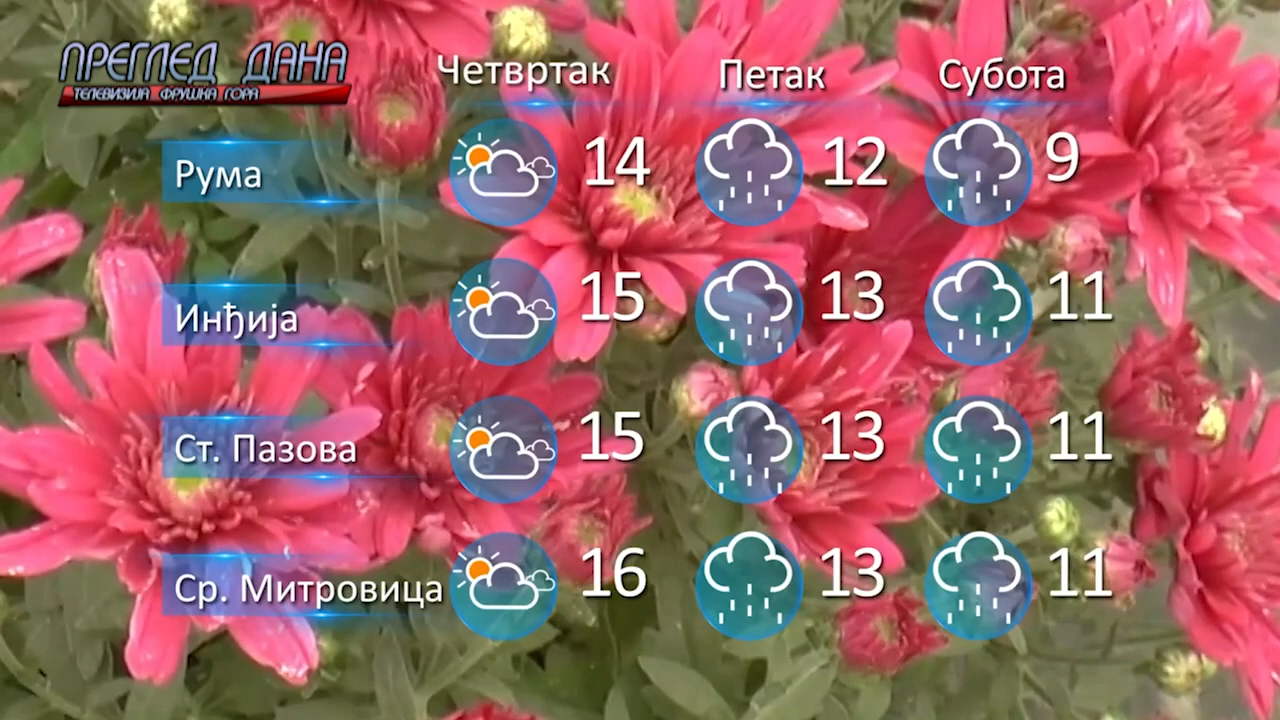 ПРЕГЛЕД ДАНА
ТЕЛЕВИЗИЈА ФРУШКА ГОРА
Четвртак Петак Субота
Рума 14 12 9
Инђија 15 13 11
Ст. Пазова 15 13 11
Ср. Митровица 16 13 11